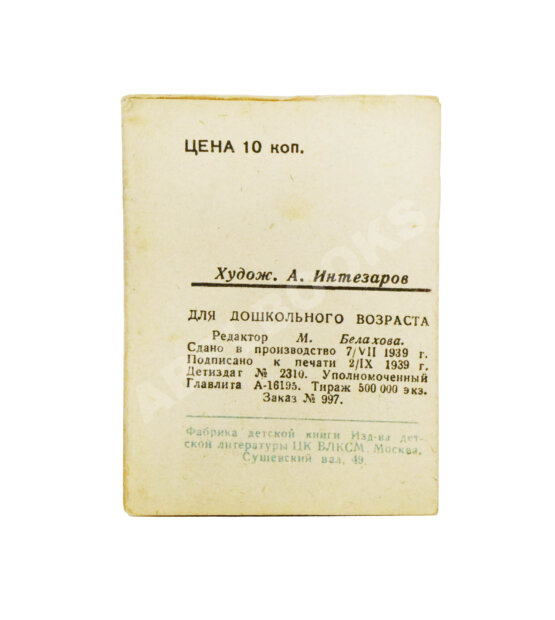 ЦЕНА 10 коп.
Худож. А. Интезаров
ДЛЯ ДОШКОЛЬНОГО ВОЗРАСТА
Редактор М. Белахова.
Сдано в производство 7/VII 1939 г.
Подписано к печати 2/IX 1939 г.
Детиздат № 2310. Уполномоченный
Главлита А-16195. Тираж 500 000 экз.
Заказ № 997.
Фабрика детской книги Изд-ва дет-
ской литературы ЦК ВЛКСМ. Москва,
Сущевский вал, 49.